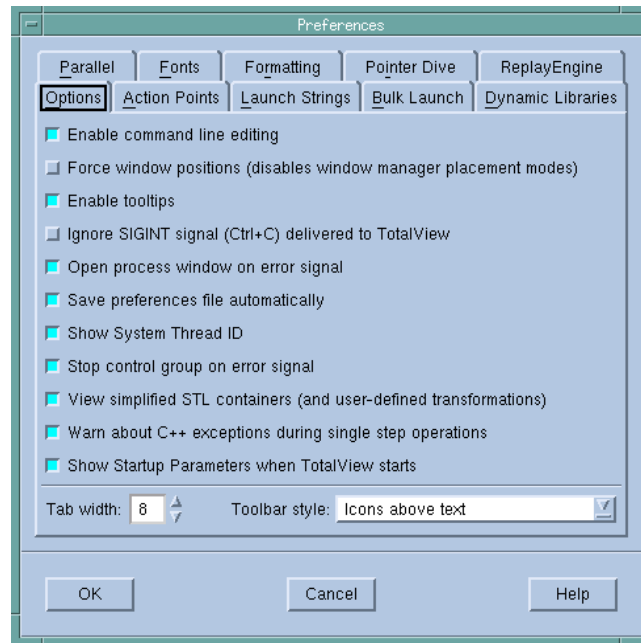 Preferences
Parallel Fonts Formatting Pointer Dive ReplayEngine
Options Action Points Launch Strings Bulk Launch Dynamic Libraries
Enable command line editing
Force window positions (disables window manager placement modes)
Enable tooltips
Ignore SIGINT signal (Ctrl+C) delivered to TotalView
Open process window on error signal
Save preferences file automatically
Show System Thread ID
Stop control group on error signal
View simplified STL containers (and user-defined transformations)
Warn about C++ exceptions during single step operations
Show Startup Parameters when TotalView starts
Tab width: 8 Toolbar style: Icons above text
OK Cancel Help